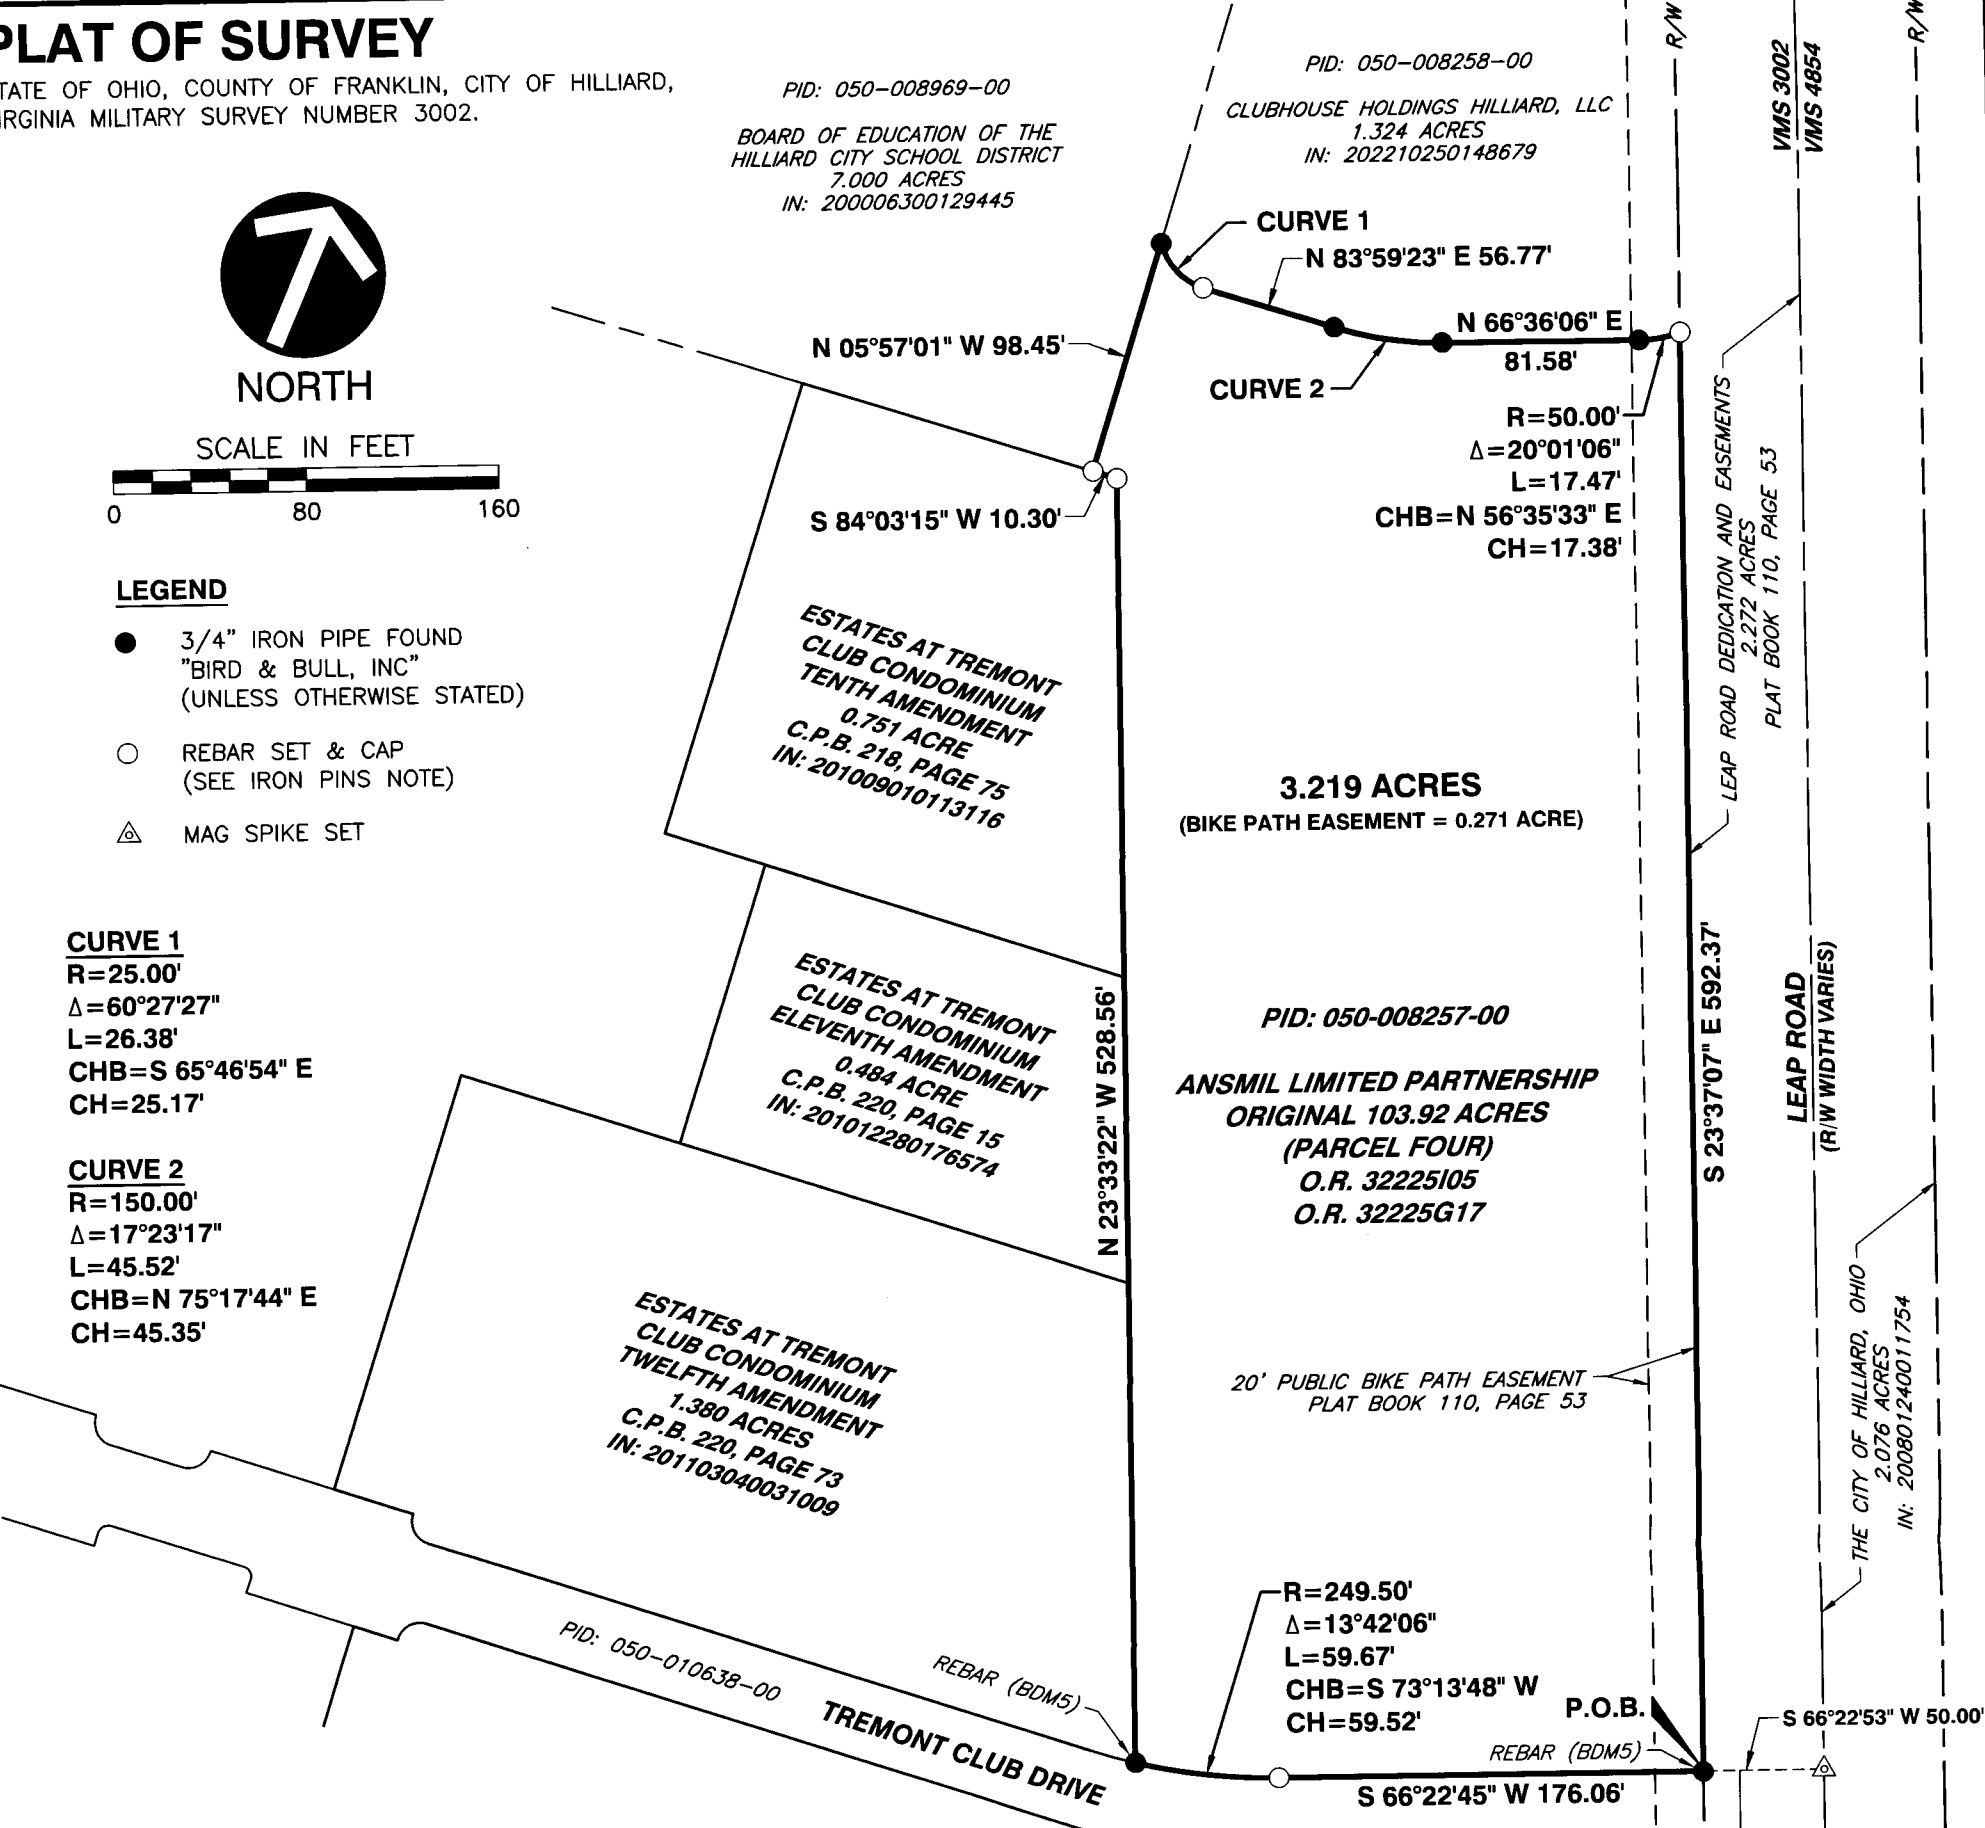 PLAT OF SURVEY
TATE OF OHIO, COUNTY OF FRANKLIN, CITY OF HILLIARD,
IRGINIA MILITARY SURVEY NUMBER 3002.
NORTH
SCALE IN FEET
0 80 160
LEGEND
3/4" IRON PIPE FOUND
"BIRD & BULL, INC"
(UNLESS OTHERWISE STATED)
REBAR SET & CAP
(SEE IRON PINS NOTE)
MAG SPIKE SET
CURVE 1
R=25.00'
Δ=60°27'27"
L=26.38'
CHB=S 65°46'54" E
CH=25.17'
CURVE 2
R=150.00'
Δ=17°23'17"
L=45.52'
CHB=N 75°17'44" E
CH=45.35'
PID: 050-008969-00
BOARD OF EDUCATION OF THE
HILLIARD CITY SCHOOL DISTRICT
7.000 ACRES
IN: 200006300129445
PID: 050-008258-00
CLUBHOUSE HOLDINGS HILLIARD, LLC
1.324 ACRES
IN: 202210250148679
R/W
VMS 3002
VMS 4854
R/W
CURVE 1
N 83°59'23" E 56.77'
N 05°57'01" W 98.45'
N 66°36'06" E
81.58'
CURVE 2
R=50.00'
Δ=20°01'06"
L=17.47'
CHB=N 56°35'33" E
CH=17.38'
S 84°03'15" W 10.30'
ESTATES AT TREMONT
CLUB CONDOMINIUM
TENTH AMENDMENT
0.751 ACRE
C.P.B. 218, PAGE 75
IN: 201009010113116
3.219 ACRES
(BIKE PATH EASEMENT = 0.271 ACRE)
LEAP ROAD DEDICATION AND EASEMENTS
2.272 ACRES
PLAT BOOK 110, PAGE 53
ESTATES AT TREMONT
CLUB CONDOMINIUM
ELEVENTH AMENDMENT
0.484 ACRE
C.P.B. 220, PAGE 15
IN: 201012280176574
N 23°33'22" W 528.56'
PID: 050-008257-00
ANSMIL LIMITED PARTNERSHIP
ORIGINAL 103.92 ACRES
(PARCEL FOUR)
O.R. 32225I05
O.R. 32225G17
S 23°37'07" E 592.37'
LEAP ROAD
(R/W WIDTH VARIES)
ESTATES AT TREMONT
CLUB CONDOMINIUM
TWELFTH AMENDMENT
1.380 ACRES
C.P.B. 220, PAGE 73
IN: 201103040031009
20' PUBLIC BIKE PATH EASEMENT
PLAT BOOK 110, PAGE 53
THE CITY OF HILLIARD, OHIO
2.076 ACRES
IN: 200801240011754
R=249.50'
Δ=13°42'06"
L=59.67'
CHB=S 73°13'48" W
CH=59.52'
PID: 050-010638-00
REBAR (BDM5)
TREMONT CLUB DRIVE
P.O.B.
REBAR (BDM5)
S 66°22'53" W 50.00'
S 66°22'45" W 176.06'